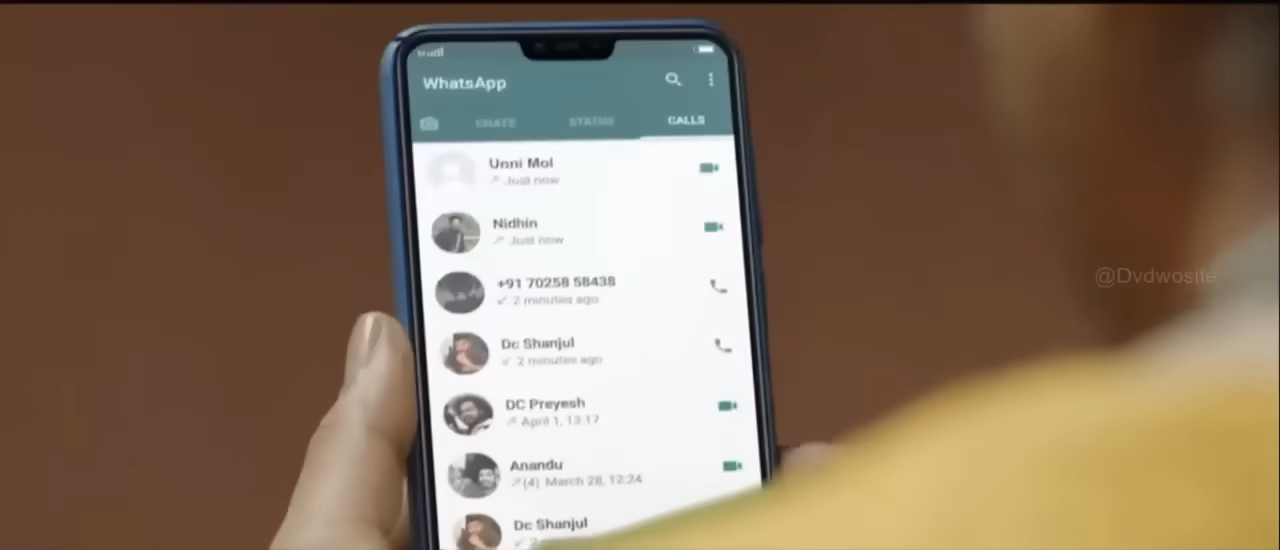 WhatsApp
STATUS
CALLS
Unni Mol
Just now
Nidhin
Just now
+91 70258 58438
2 minutes ago
Dc Shanjul
2 minutes ago
DC Preyesh
April 1, 13:17
Anandu
(4) March 28, 12:24
Dc Shanjul
@Dvdwosite